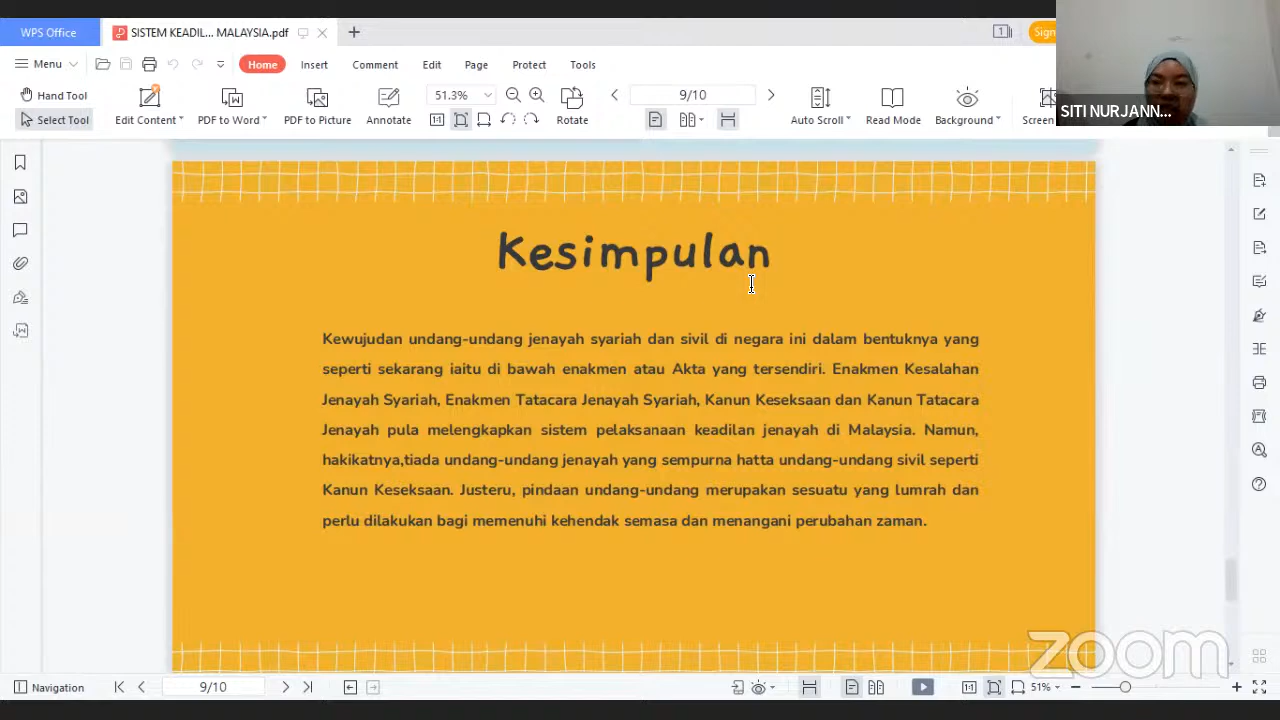 WPS Office
SISTEM KEADIL... MALAYSIA.pdf
1
Sign
Menu
Home
Insert
Comment
Edit
Page
Protect
Tools
Hand Tool
Select Tool
Edit Content
PDF to Word
PDF to Picture
Annotate
51.3%
Rotate
9/10
Auto Scroll
Read Mode
Background
Screen
SITI NURJANN...
Kesimpulan
Kewujudan undang-undang jenayah syariah dan sivil di negara ini dalam bentuknya yang
seperti sekarang iaitu di bawah enakmen atau Akta yang tersendiri. Enakmen Kesalahan
Jenayah Syariah, Enakmen Tatacara Jenayah Syariah, Kanun Keseksaan dan Kanun Tatacara
Jenayah pula melengkapkan sistem pelaksanaan keadilan jenayah di Malaysia. Namun,
hakikatnya,tiada undang-undang jenayah yang sempurna hatta undang-undang sivil seperti
Kanun Keseksaan. Justeru, pindaan undang-undang merupakan sesuatu yang lumrah dan
perlu dilakukan bagi memenuhi kehendak semasa dan menangani perubahan zaman.
zoom
Navigation
9/10
51%